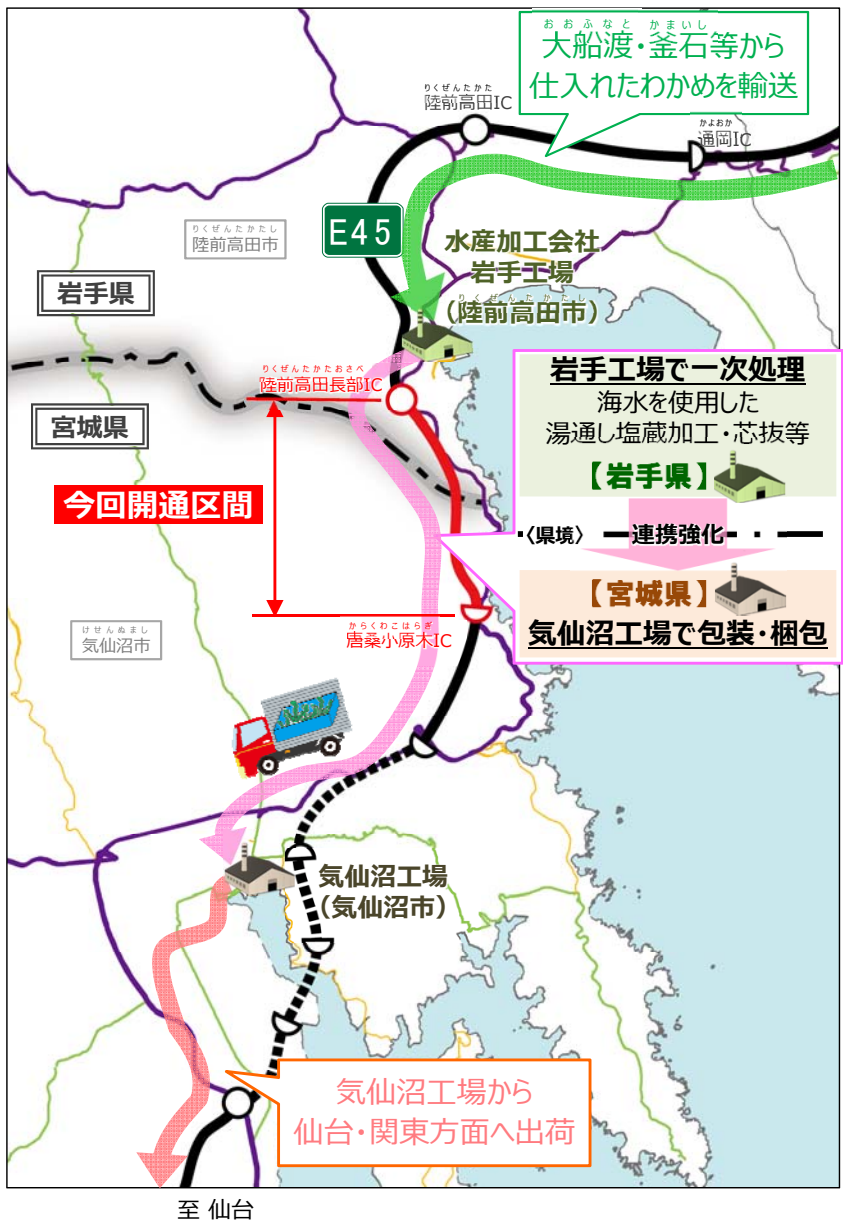 おおふなと かまいし
大船渡・釜石等から
仕入れたわかめを輸送
りくぜんたかた
陸前高田IC
かよおか
通岡IC
りくぜんたかたし
陸前高田市
E45
水産加工会社
岩手工場
りくぜんたかたし
(陸前高田市)
岩手県
りくぜんたかたおさべ
陸前高田長部IC
宮城県
今回開通区間
岩手工場で一次処理
海水を使用した
湯通し塩蔵加工・芯抜等
【岩手県】
〈県境〉
連携強化
【宮城県】
気仙沼工場で包装・梱包
からくわこはらぎ
唐桑小原木IC
けせんぬまし
気仙沼市
気仙沼工場
(気仙沼市)
気仙沼工場から
仙台・関東方面へ出荷
至 仙台